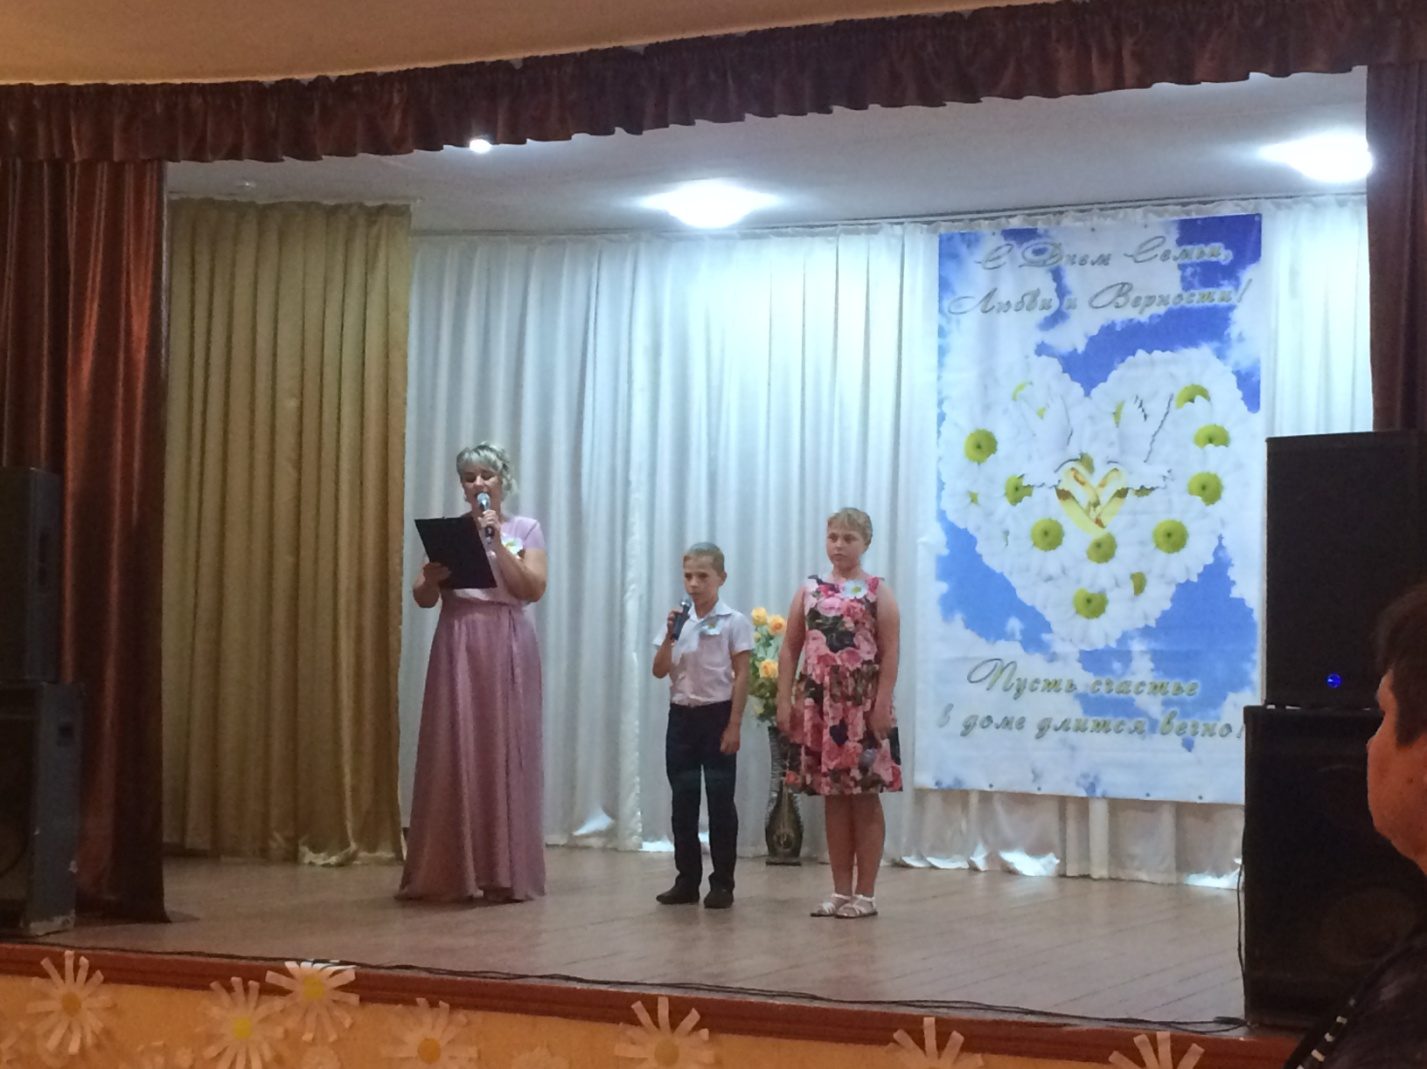 С Днем Семьи,
Любви и Верности!
Пусть счастье
в доме длится вечно!